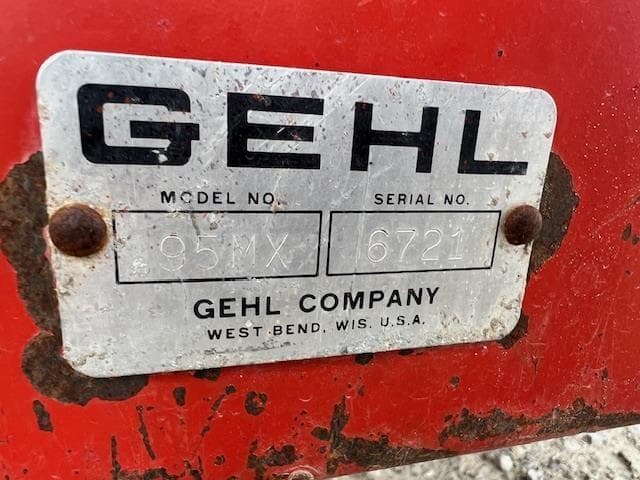 GEHL
MODEL NO. SERIAL NO.
95MX 6721
GEHL COMPANY
WEST BEND, WIS. U.S.A.